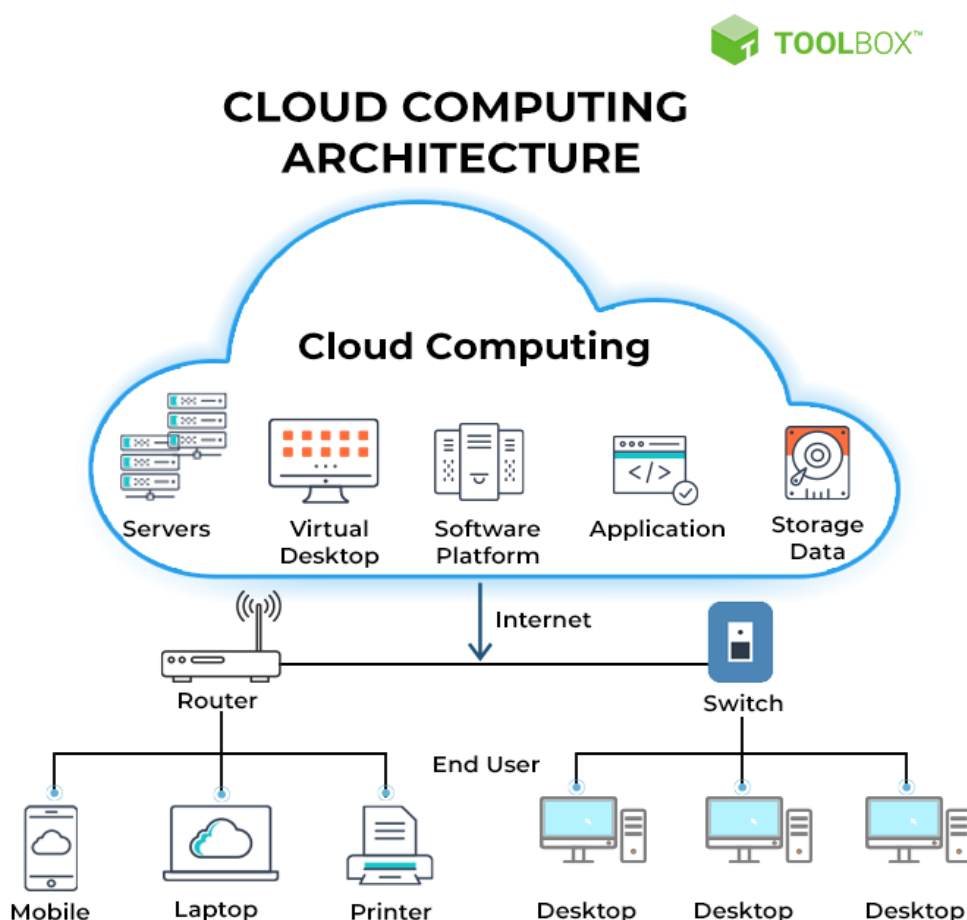 TOOLBOX™
CLOUD COMPUTING
ARCHITECTURE
Cloud Computing
Servers
Virtual
Desktop
Software
Platform
Application
Storage
Data
Internet
Router
Switch
End User
Mobile
Laptop
Printer
Desktop
Desktop
Desktop